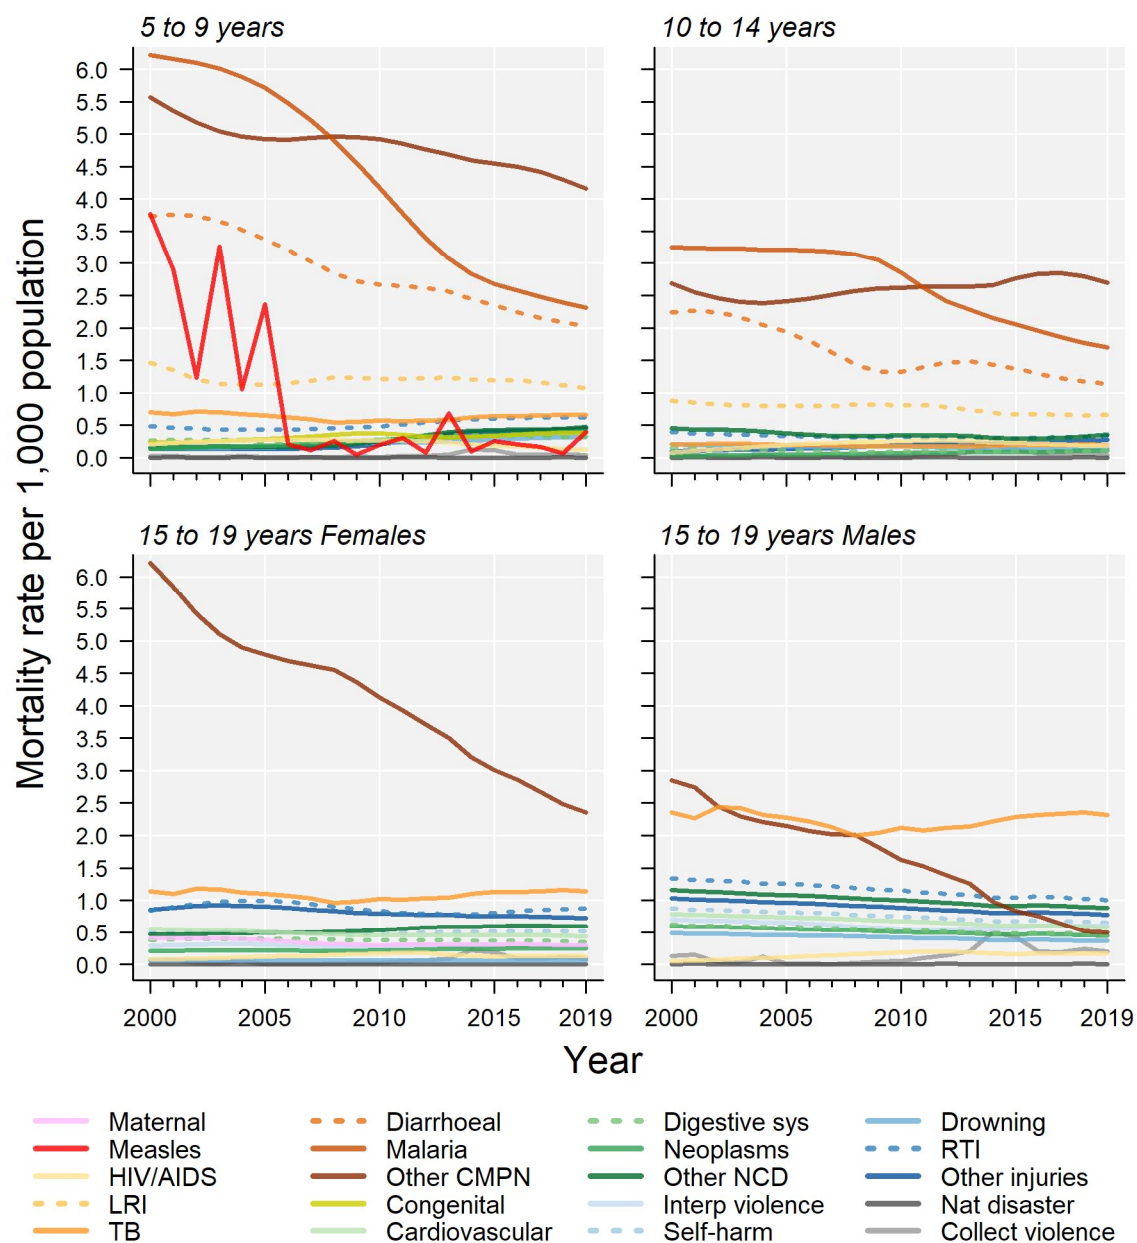 5 to 9 years
10 to 14 years
6.0
5.5
5.0
4.5
4.0
3.5
3.0
2.5
2.0
1.5
1.0
0.5
0.0
15 to 19 years Females
15 to 19 years Males
6.0
5.5
5.0
4.5
4.0
3.5
3.0
2.5
2.0
1.5
1.0
0.5
0.0
Mortality rate per 1,000 population
2000 2005 2010 2015 2019
2000 2005 2010 2015 2019
Year
Maternal Diarrhoeal Digestive sys Drowning
Measles Malaria Neoplasms RTI
HIV/AIDS Other CMPN Other NCD Other injuries
LRI Congenital Interp violence Nat disaster
TB Cardiovascular Self-harm Collect violence